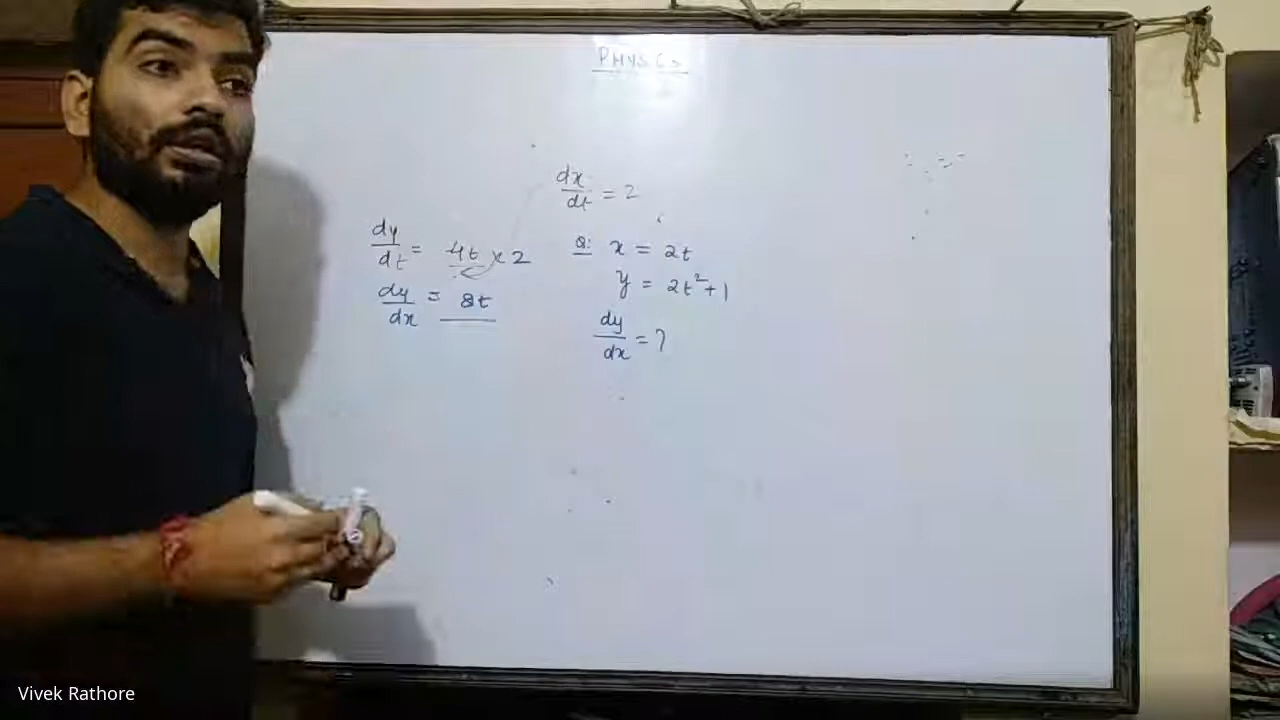 PHYSICS
dx/dt = 2
dy/dt = 4t × 2
dy/dx = 8t
Q: x = 2t
y = 2t²+1
dy/dx = ?
Vivek Rathore